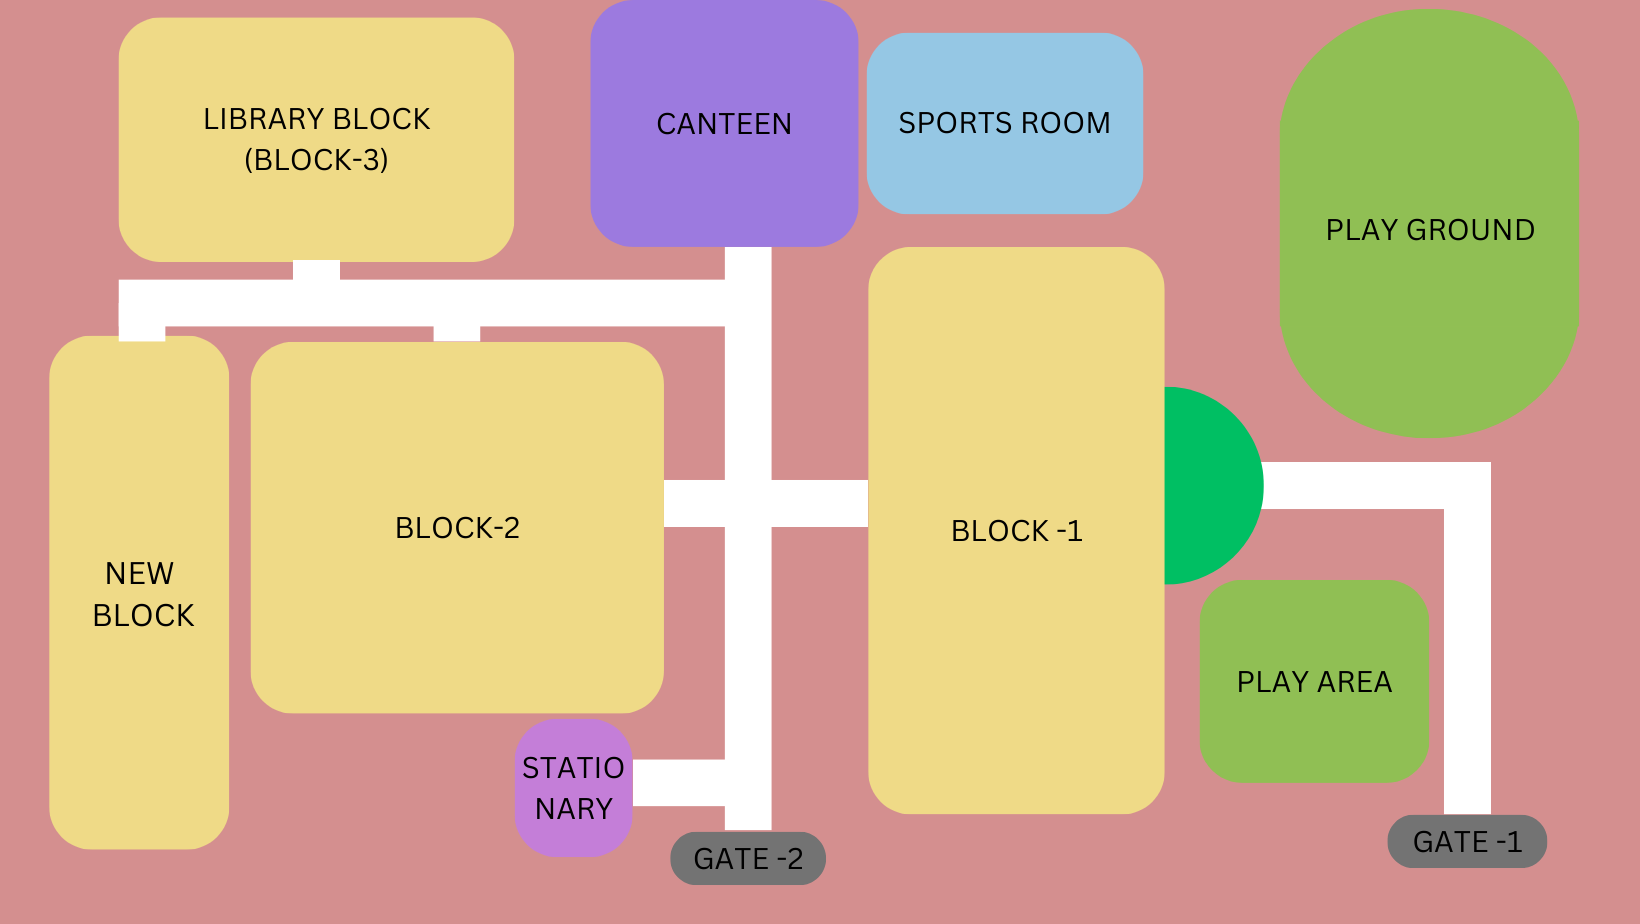 LIBRARY BLOCK
(BLOCK-3)
CANTEEN
SPORTS ROOM
PLAY GROUND
NEW
BLOCK
BLOCK-2
BLOCK -1
PLAY AREA
STATIO
NARY
GATE -2
GATE -1